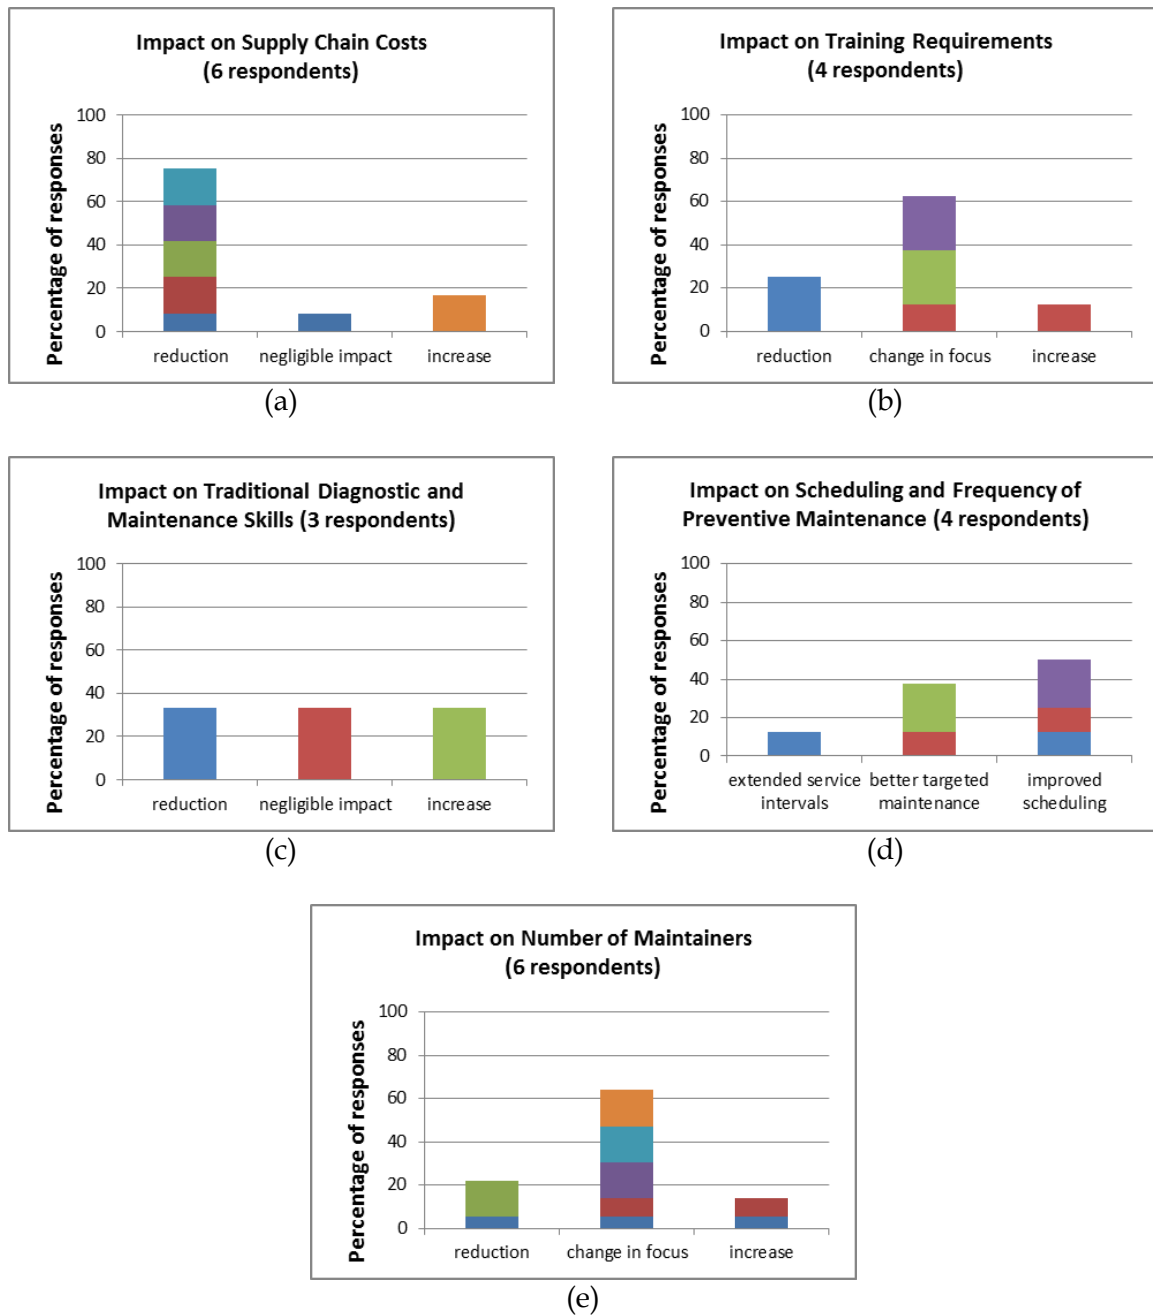 Impact on Supply Chain Costs
(6 respondents)
Percentage of responses
100
80
60
40
20
0
reduction
negligible impact
increase
(a)
Impact on Training Requirements
(4 respondents)
Percentage of responses
100
80
60
40
20
0
reduction
change in focus
increase
(b)
Impact on Traditional Diagnostic and
Maintenance Skills (3 respondents)
Percentage of responses
100
80
60
40
20
0
reduction
negligible impact
increase
(c)
Impact on Scheduling and Frequency of
Preventive Maintenance (4 respondents)
Percentage of responses
100
80
60
40
20
0
extended service
intervals
better targeted
maintenance
improved
scheduling
(d)
Impact on Number of Maintainers
(6 respondents)
Percentage of responses
100
80
60
40
20
0
reduction
change in focus
increase
(e)